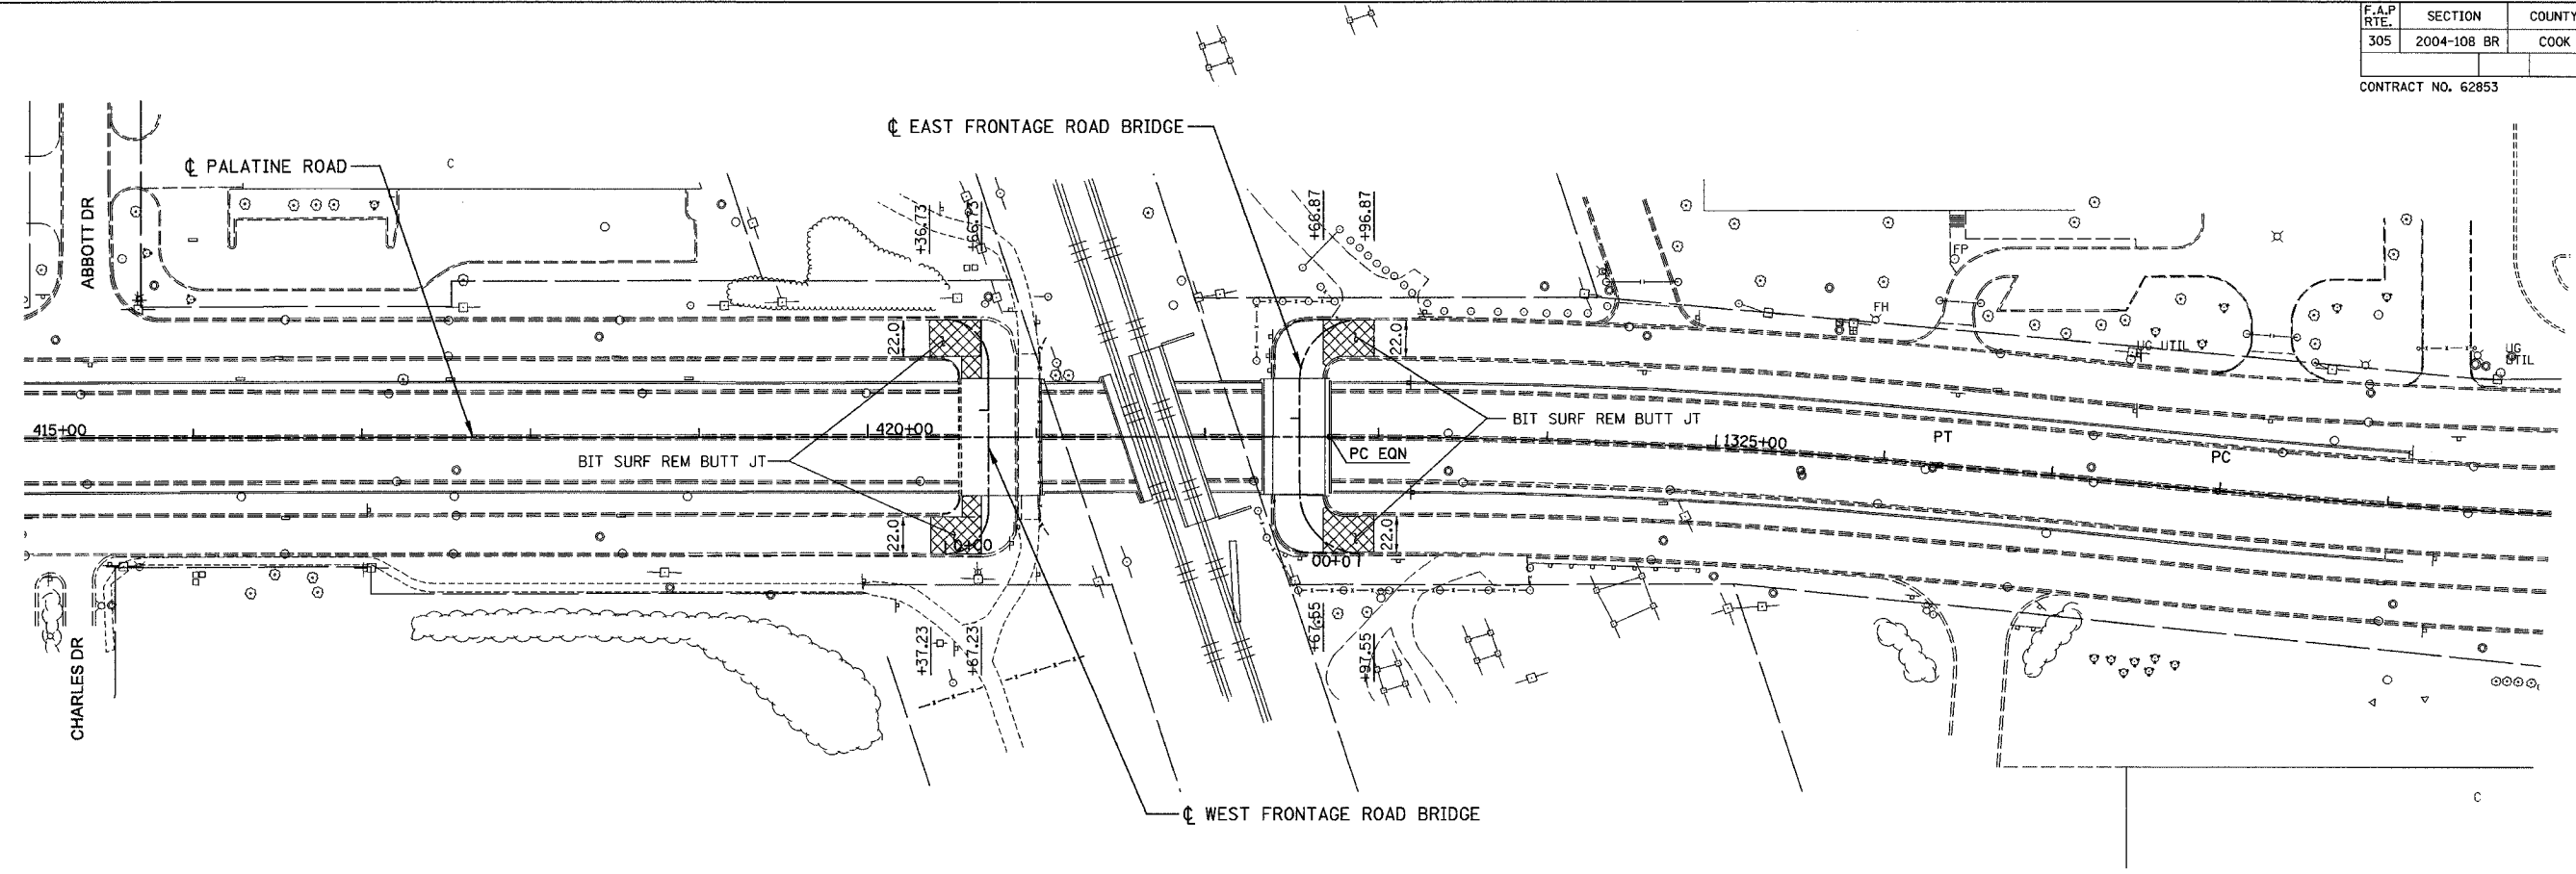 F.A.P RTE. SECTION COUNTY
305 2004-108 BR COOK
CONTRACT NO. 62853
℄ EAST FRONTAGE ROAD BRIDGE
℄ PALATINE ROAD
C
ABBOTT DR
+36.73
+66.73
+66.87
+96.87
FP
FH
UG UTIL
UG UTIL
22.0
22.0
415+00
420+00
BIT SURF REM BUTT JT
BIT SURF REM BUTT JT
PC EQN
1325+00
PT
PC
22.0
22.0
10+00
10+00
+37.23
+67.23
+67.55
+97.55
CHARLES DR
℄ WEST FRONTAGE ROAD BRIDGE
C